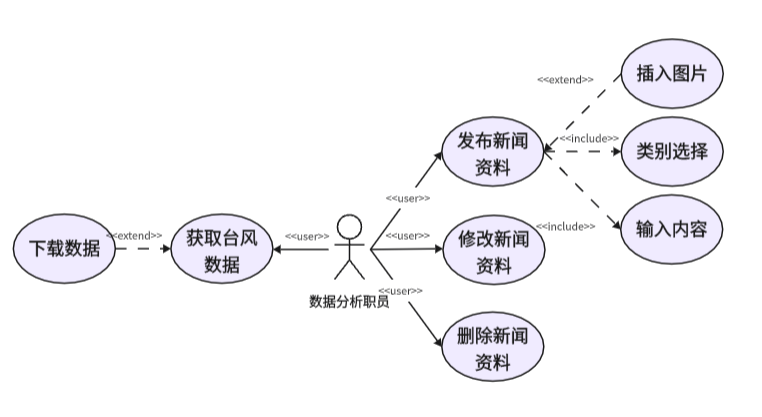 插入图片
<<extend>>
发布新闻
资料
<<include>>
类别选择
<<user>>
输入内容
<<include>>
下载数据
<<extend>>
获取台风
数据
<<user>>
<<user>>
修改新闻
资料
数据分析职员
<<user>>
删除新闻
资料